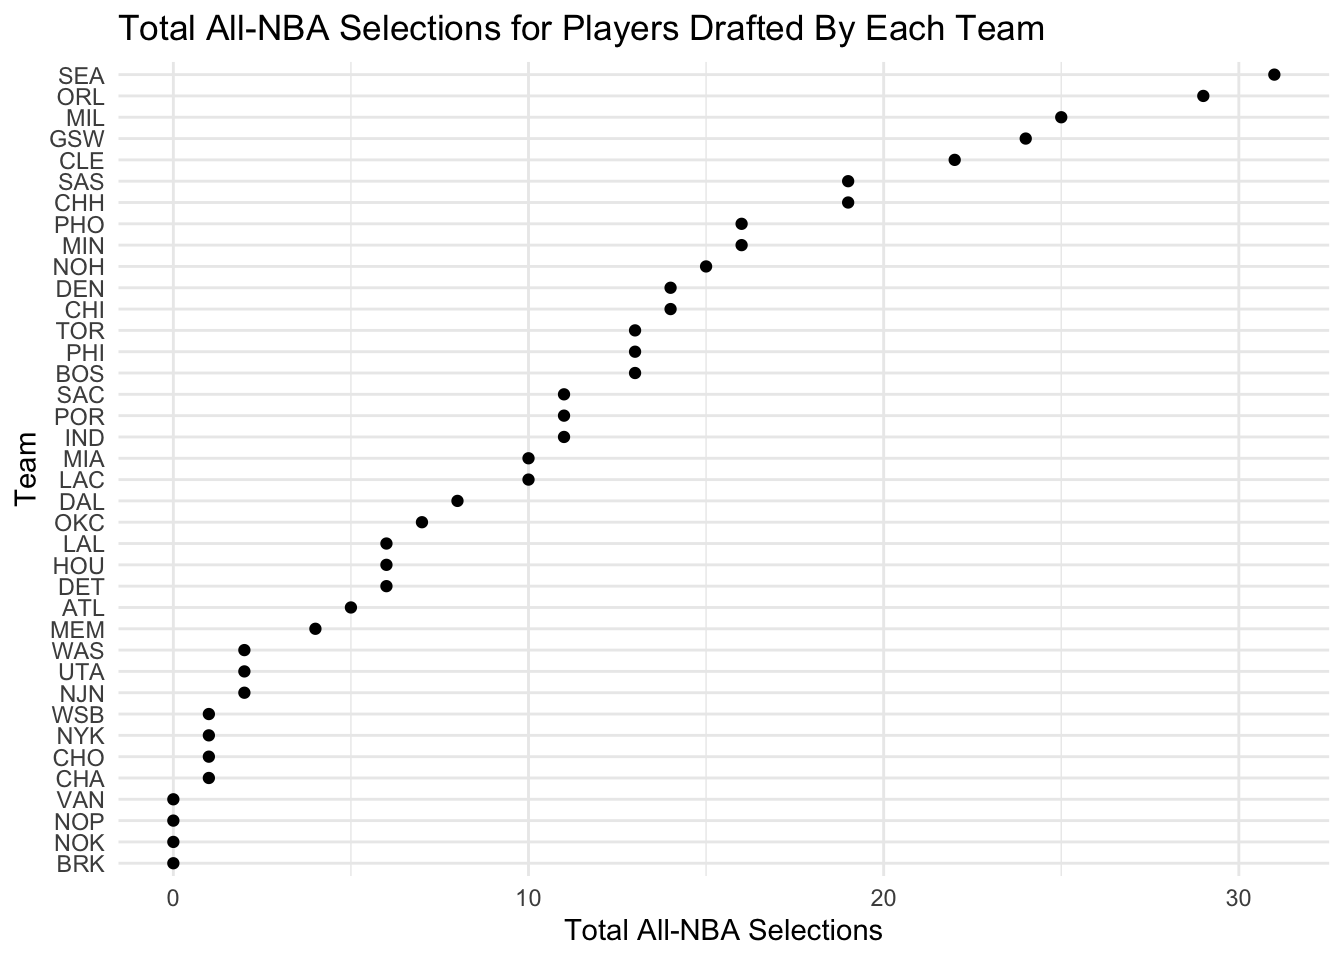 Total All-NBA Selections for Players Drafted By Each Team
SEA
ORL
MIL
GSW
CLE
SAS
CHH
PHO
MIN
NOH
DEN
CHI
TOR
PHI
BOS
SAC
POR
IND
MIA
LAC
DAL
OKC
LAL
HOU
DET
ATL
MEM
WAS
UTA
NJN
WSB
NYK
CHO
CHA
VAN
NOP
NOK
BRK
Team
0 10 20 30
Total All-NBA Selections